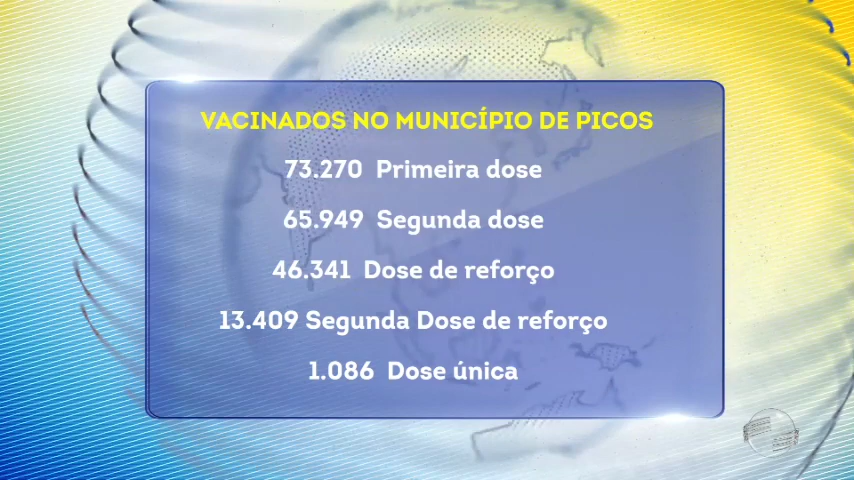 VACINADOS NO MUNICÍPIO DE PICOS
73.270 Primeira dose
65.949 Segunda dose
46.341 Dose de reforço
13.409 Segunda Dose de reforço
1.086 Dose única